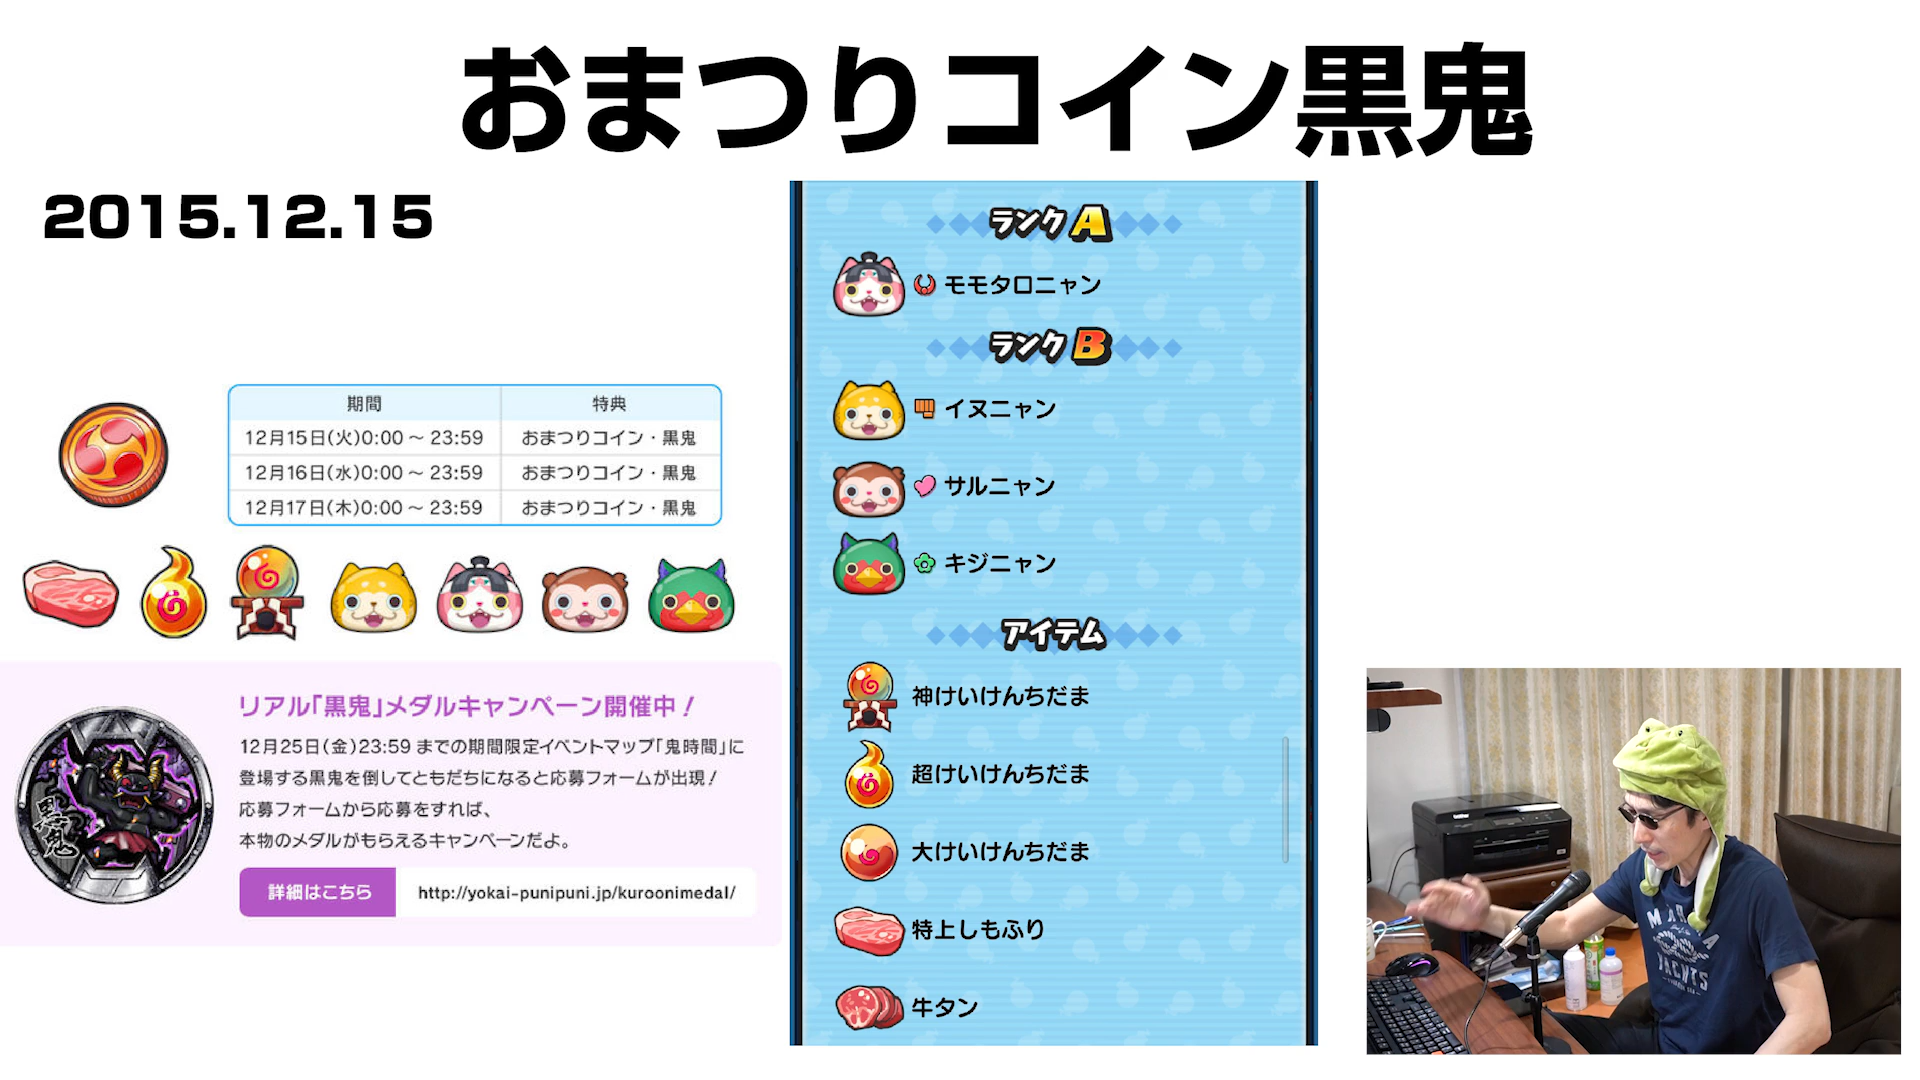 おまつりコイン黒鬼
2015.12.15
期間 特典
12月15日(火)0:00 ～ 23:59 おまつりコイン・黒鬼
12月16日(水)0:00 ～ 23:59 おまつりコイン・黒鬼
12月17日(木)0:00 ～ 23:59 おまつりコイン・黒鬼
黒鬼
リアル「黒鬼」メダルキャンペーン開催中！
12月25日(金)23:59 までの期間限定イベントマップ「鬼時間」に
登場する黒鬼を倒してともだちになると応募フォームが出現！
応募フォームから応募をすれば、
本物のメダルがもらえるキャンペーンだよ。
詳細はこちら http://yokai-punipuni.jp/kuroonimedal/
ランクA
モモタロニャン
ランクB
イヌニャン
サルニャン
キジニャン
アイテム
神けいけんちだま
超けいけんちだま
大けいけんちだま
特上しもふり
牛タン
YACHTS